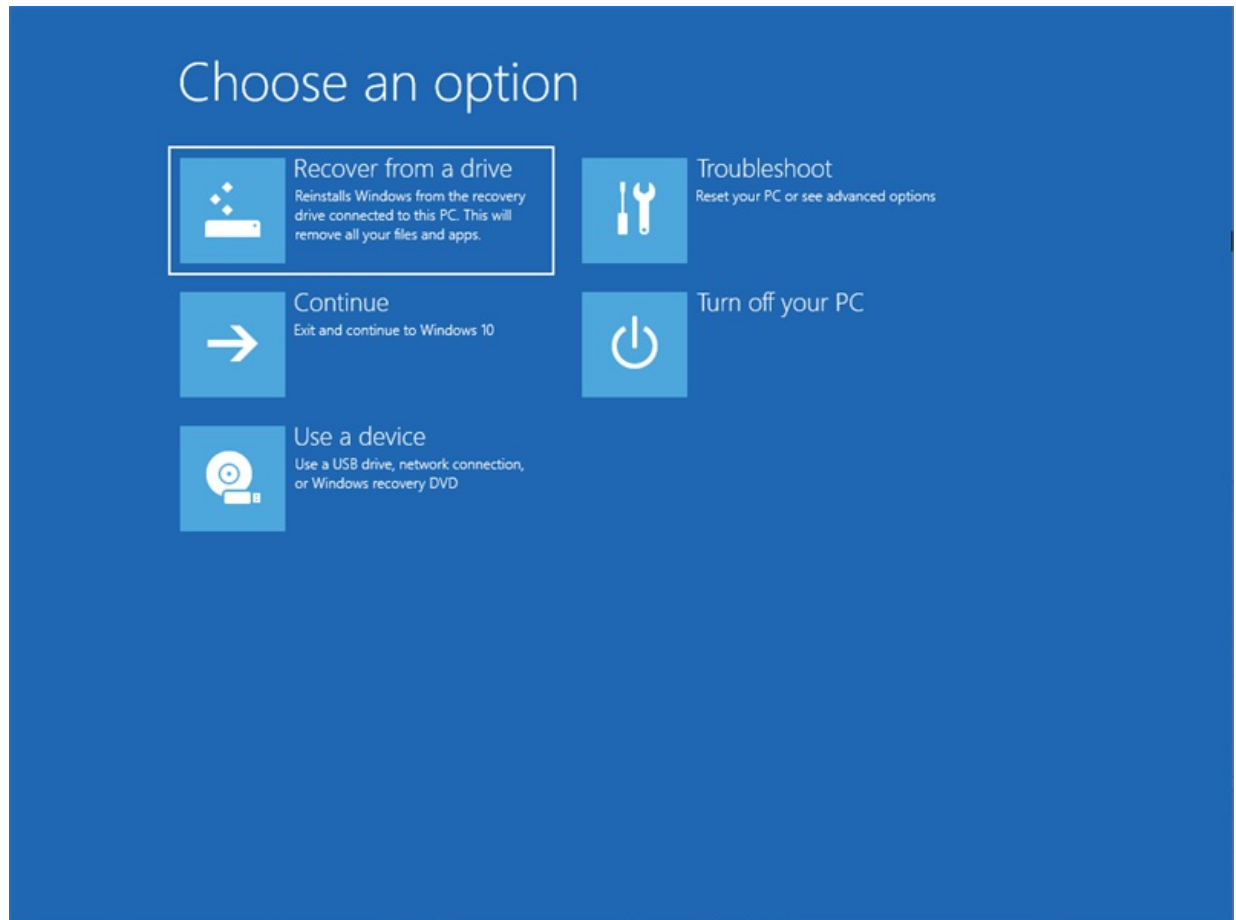 Choose an option
Recover from a drive
Reinstalls Windows from the recovery
drive connected to this PC. This will
remove all your files and apps.
Troubleshoot
Reset your PC or see advanced options
Continue
Exit and continue to Windows 10
Turn off your PC
Use a device
Use a USB drive, network connection,
or Windows recovery DVD